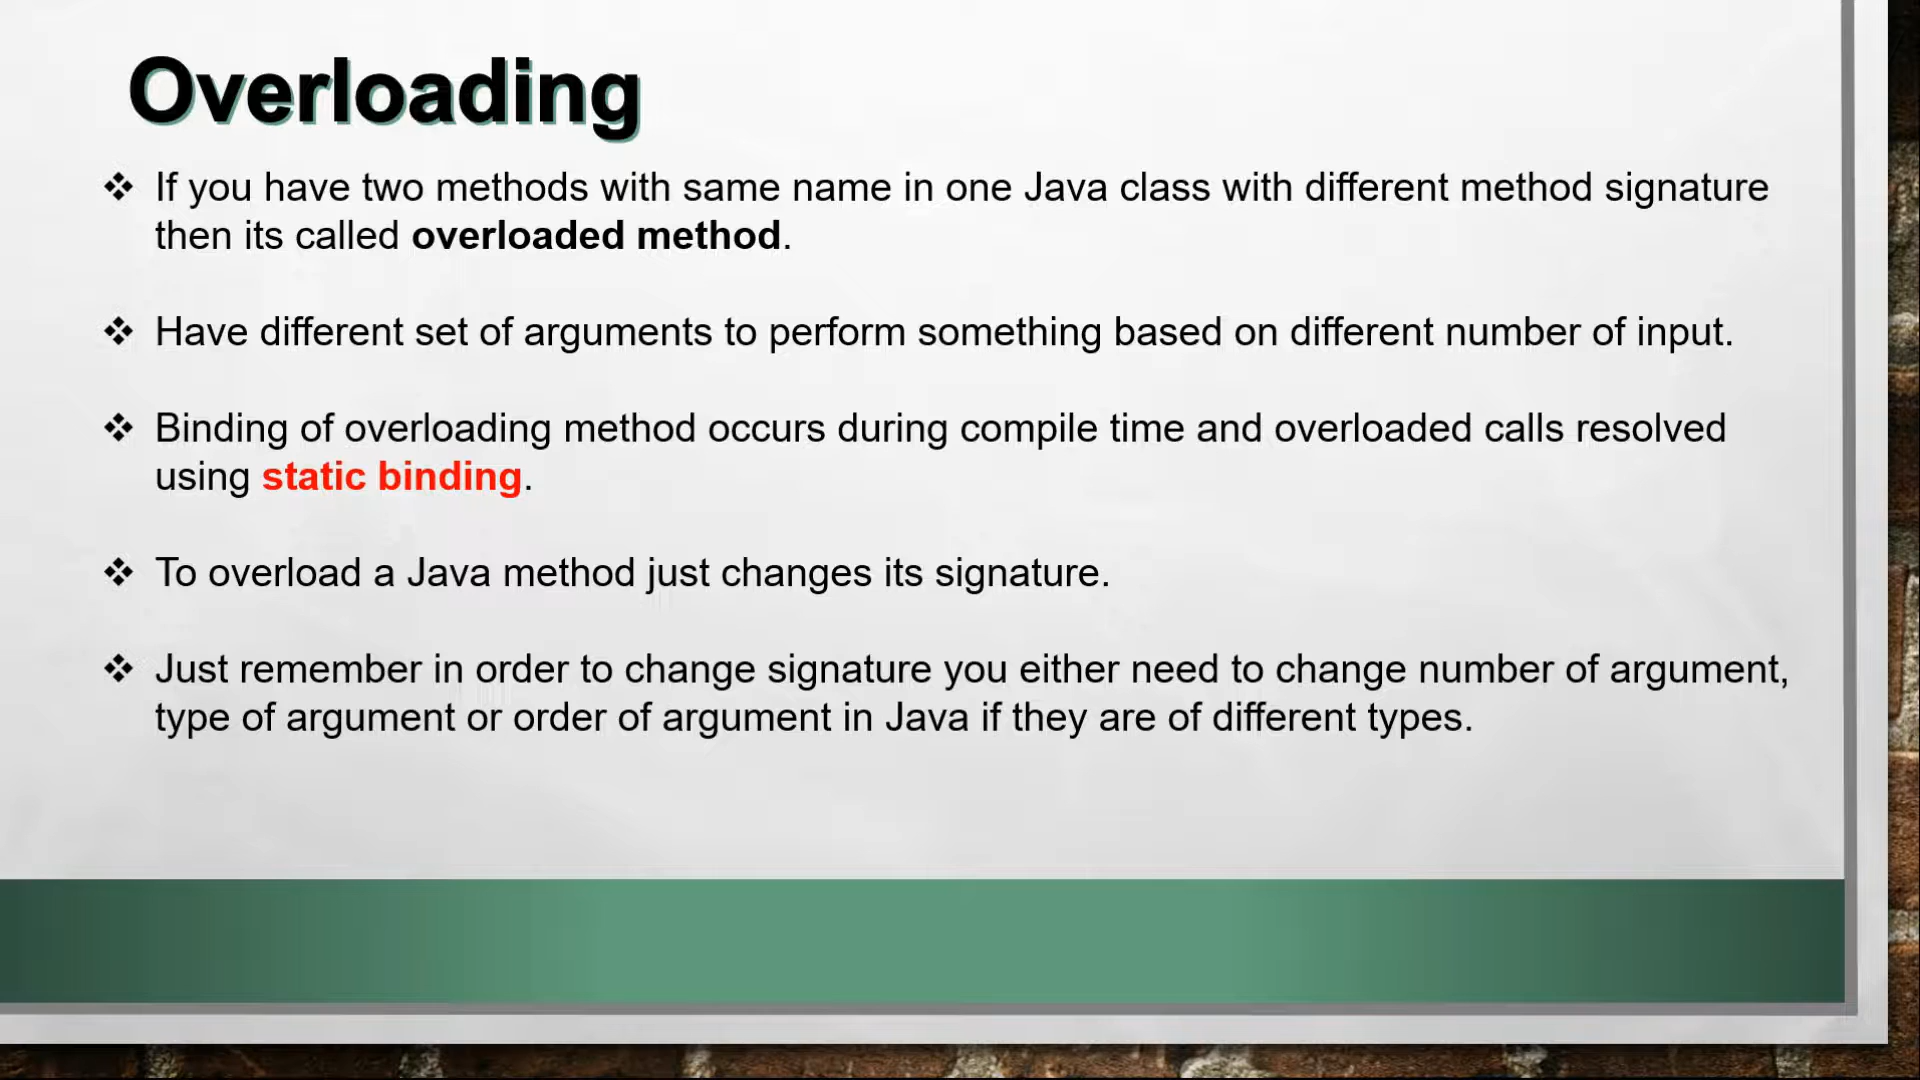 Overloading
❖ If you have two methods with same name in one Java class with different method signature
then its called overloaded method.
❖ Have different set of arguments to perform something based on different number of input.
❖ Binding of overloading method occurs during compile time and overloaded calls resolved
using static binding.
❖ To overload a Java method just changes its signature.
❖ Just remember in order to change signature you either need to change number of argument,
type of argument or order of argument in Java if they are of different types.